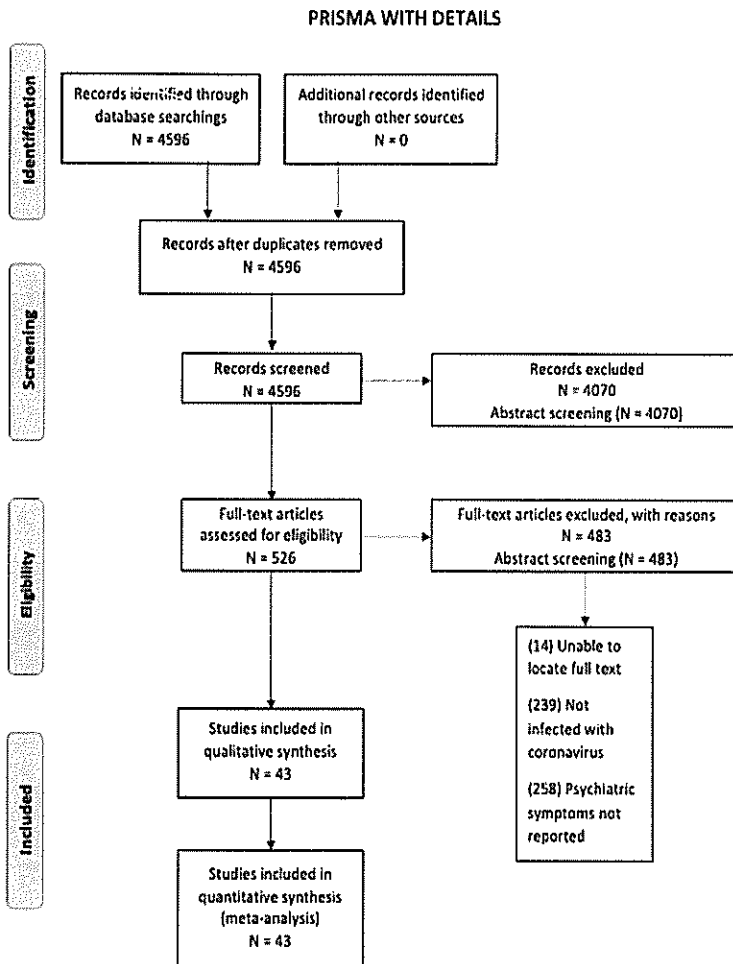 PRISMA WITH DETAILS
Identification
Records identified through
database searchings
N = 4596
Additional records identified
through other sources
N = 0
Records after duplicates removed
N = 4596
Screening
Records screened
N = 4596
Records excluded
N = 4070
Abstract screening (N = 4070)
Eligibility
Full-text articles
assessed for eligibility
N = 526
Full-text articles excluded, with reasons
N = 483
Abstract screening (N = 483)
(14) Unable to
locate full text
(239) Not
infected with
coronavirus
(258) Psychiatric
symptoms not
reported
Included
Studies included in
qualitative synthesis
N = 43
Studies included in
quantitative synthesis
(meta-analysis)
N = 43